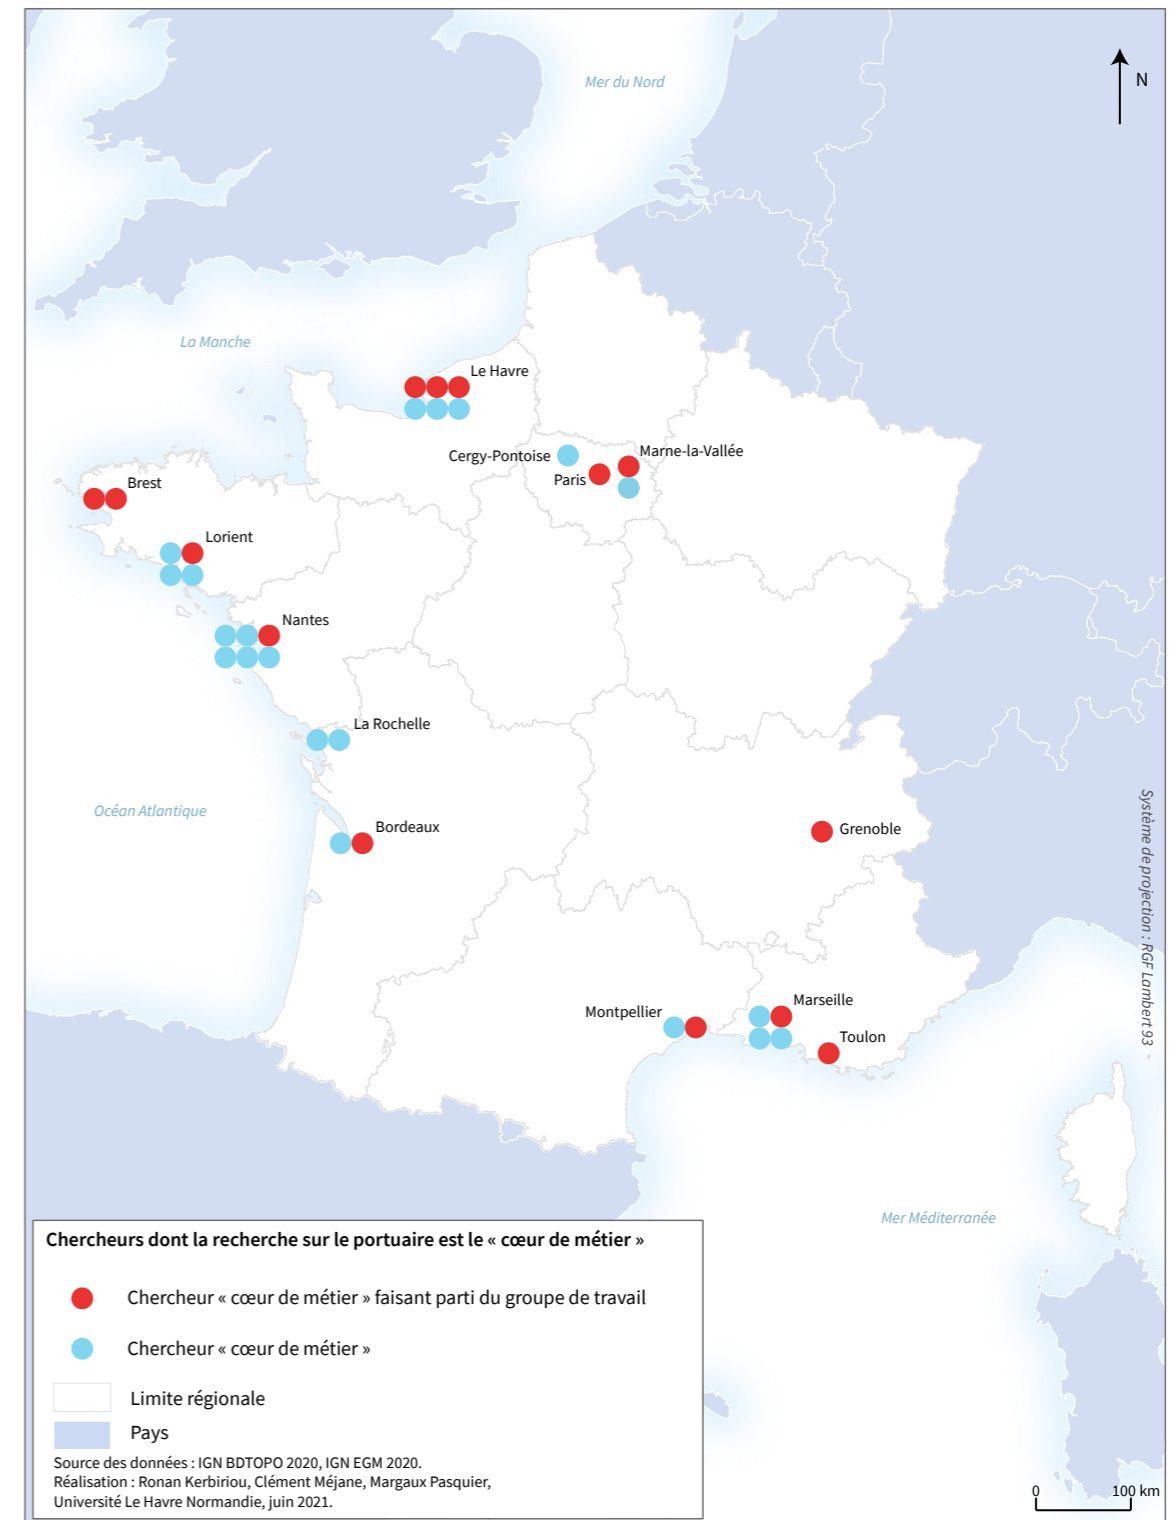 Mer du Nord
N
La Manche
Le Havre
Cergy-Pontoise
Marne-la-Vallée
Paris
Brest
Lorient
Nantes
La Rochelle
Océan Atlantique
Bordeaux
Grenoble
Système de projection : RGF Lambert 93 -
Montpellier
Marseille
Toulon
Mer Méditerranée
Chercheurs dont la recherche sur le portuaire est le « cœur de métier »
Chercheur « cœur de métier » faisant parti du groupe de travail
Chercheur « cœur de métier »
Limite régionale
Pays
Source des données : IGN BDTOPO 2020, IGN EGM 2020.
Réalisation : Ronan Kerbiriou, Clément Méjane, Margaux Pasquier,
Université Le Havre Normandie, juin 2021.
0 100 km